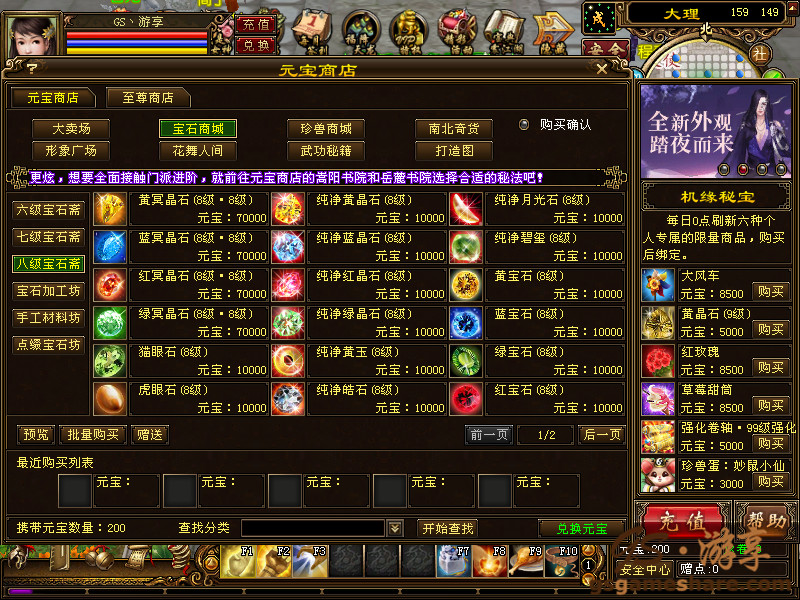 GS丶游享
充值
兑换
大理
159 149
戌
北
安全
社
?
元宝商店
×
元宝商店
至尊商店
大卖场
宝石商城
珍兽商城
南北奇货
购买确认
形象广场
花舞人间
武功秘籍
打造图
更炫，想要全面接触门派进阶，就前往元宝商店的嵩阳书院和岳麓书院选择合适的秘法吧！
六级宝石斋
七级宝石斋
八级宝石斋
宝石加工坊
手工材料坊
点缀宝石坊
黄冥晶石(8级·8级)
元宝：70000
纯净黄晶石(8级)
元宝：10000
纯净月光石(8级)
元宝：10000
蓝冥晶石(8级·8级)
元宝：70000
纯净蓝晶石(8级)
元宝：10000
纯净碧玺(8级)
元宝：10000
红冥晶石(8级·8级)
元宝：70000
纯净红晶石(8级)
元宝：10000
黄宝石(8级)
元宝：10000
绿冥晶石(8级·8级)
元宝：70000
纯净绿晶石(8级)
元宝：10000
蓝宝石(8级)
元宝：10000
猫眼石(8级)
元宝：10000
纯净黄玉(8级)
元宝：10000
绿宝石(8级)
元宝：10000
虎眼石(8级)
元宝：10000
纯净皓石(8级)
元宝：10000
红宝石(8级)
元宝：10000
预览
批量购买
赠送
前一页
1/2
后一页
最近购买列表
元宝：
元宝：
元宝：
元宝：
元宝：
携带元宝数量：200
查找分类
开始查找
兑换元宝
全新外观
踏夜而来
机缘秘宝
每日0点刷新六种个
人专属的限量商品，购买
后绑定。
大风车
元宝：8500
购买
黄晶石(9级)
元宝：5000
购买
红玫瑰
元宝：8500
购买
草莓甜筒
元宝：8500
购买
强化卷轴·99级强化
元宝：5000
购买
珍兽蛋：妙鼠小仙
元宝：3000
购买
充值
帮助
元宝:200
安全中心
赠点:0
F1
F2
F3
F7
F8
F9
F10
1
游享
gsgameshare.com